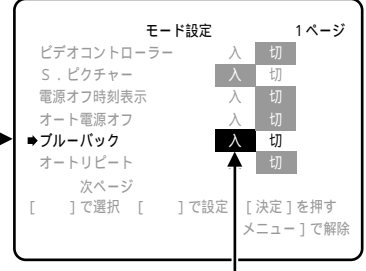 モード設定 1ページ
ビデオコントローラー 入 切
S．ピクチャー 入 切
電源オフ時刻表示 入 切
オート電源オフ 入 切
➡ブルーバック 入 切
オートリピート 入 切
次ページ
[ ]で選択 [ ]で設定 [決定]を押す
メニュー]で解除